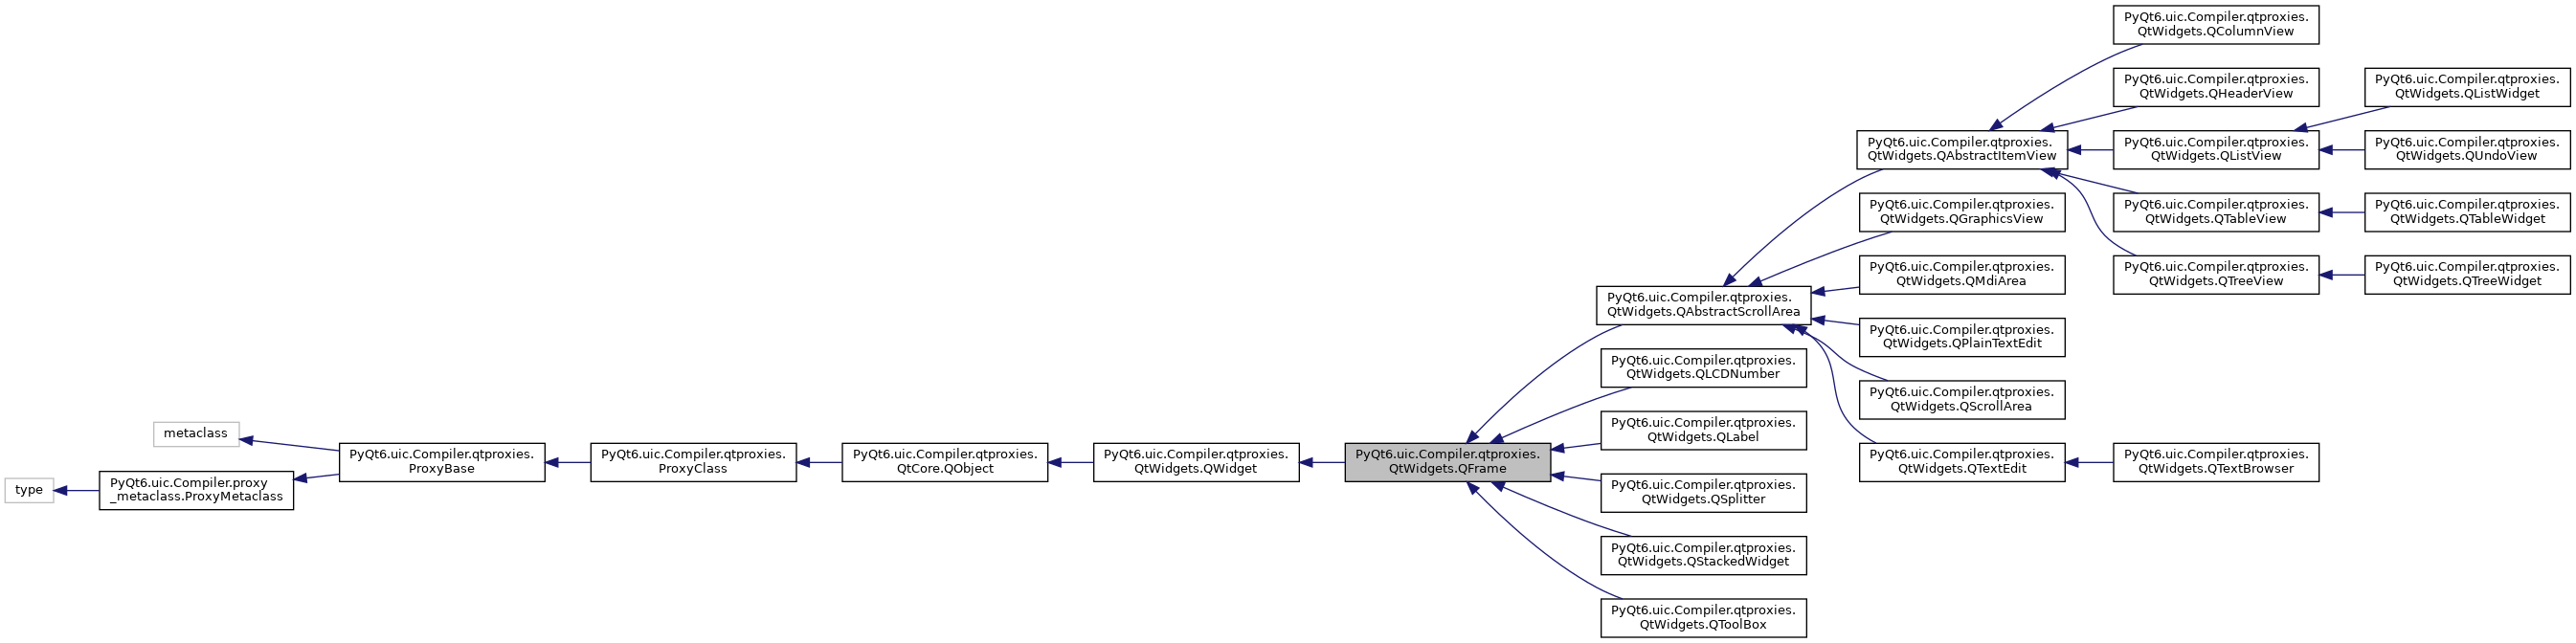 PyQt6.uic.Compiler.qtproxies.
QtWidgets.QColumnView
PyQt6.uic.Compiler.qtproxies.
QtWidgets.QHeaderView
PyQt6.uic.Compiler.qtproxies.
QtWidgets.QListWidget
PyQt6.uic.Compiler.qtproxies.
QtWidgets.QAbstractItemView
PyQt6.uic.Compiler.qtproxies.
QtWidgets.QListView
PyQt6.uic.Compiler.qtproxies.
QtWidgets.QUndoView
PyQt6.uic.Compiler.qtproxies.
QtWidgets.QGraphicsView
PyQt6.uic.Compiler.qtproxies.
QtWidgets.QTableView
PyQt6.uic.Compiler.qtproxies.
QtWidgets.QTableWidget
PyQt6.uic.Compiler.qtproxies.
QtWidgets.QMdiArea
PyQt6.uic.Compiler.qtproxies.
QtWidgets.QTreeView
PyQt6.uic.Compiler.qtproxies.
QtWidgets.QTreeWidget
PyQt6.uic.Compiler.qtproxies.
QtWidgets.QAbstractScrollArea
PyQt6.uic.Compiler.qtproxies.
QtWidgets.QPlainTextEdit
PyQt6.uic.Compiler.qtproxies.
QtWidgets.QLCDNumber
PyQt6.uic.Compiler.qtproxies.
QtWidgets.QScrollArea
metaclass
PyQt6.uic.Compiler.qtproxies.
QtWidgets.QLabel
PyQt6.uic.Compiler.qtproxies.
ProxyBase
PyQt6.uic.Compiler.qtproxies.
ProxyClass
PyQt6.uic.Compiler.qtproxies.
QtCore.QObject
PyQt6.uic.Compiler.qtproxies.
QtWidgets.QWidget
PyQt6.uic.Compiler.qtproxies.
QtWidgets.QFrame
PyQt6.uic.Compiler.qtproxies.
QtWidgets.QTextEdit
PyQt6.uic.Compiler.qtproxies.
QtWidgets.QTextBrowser
type
PyQt6.uic.Compiler.proxy
_metaclass.ProxyMetaclass
PyQt6.uic.Compiler.qtproxies.
QtWidgets.QSplitter
PyQt6.uic.Compiler.qtproxies.
QtWidgets.QStackedWidget
PyQt6.uic.Compiler.qtproxies.
QtWidgets.QToolBox